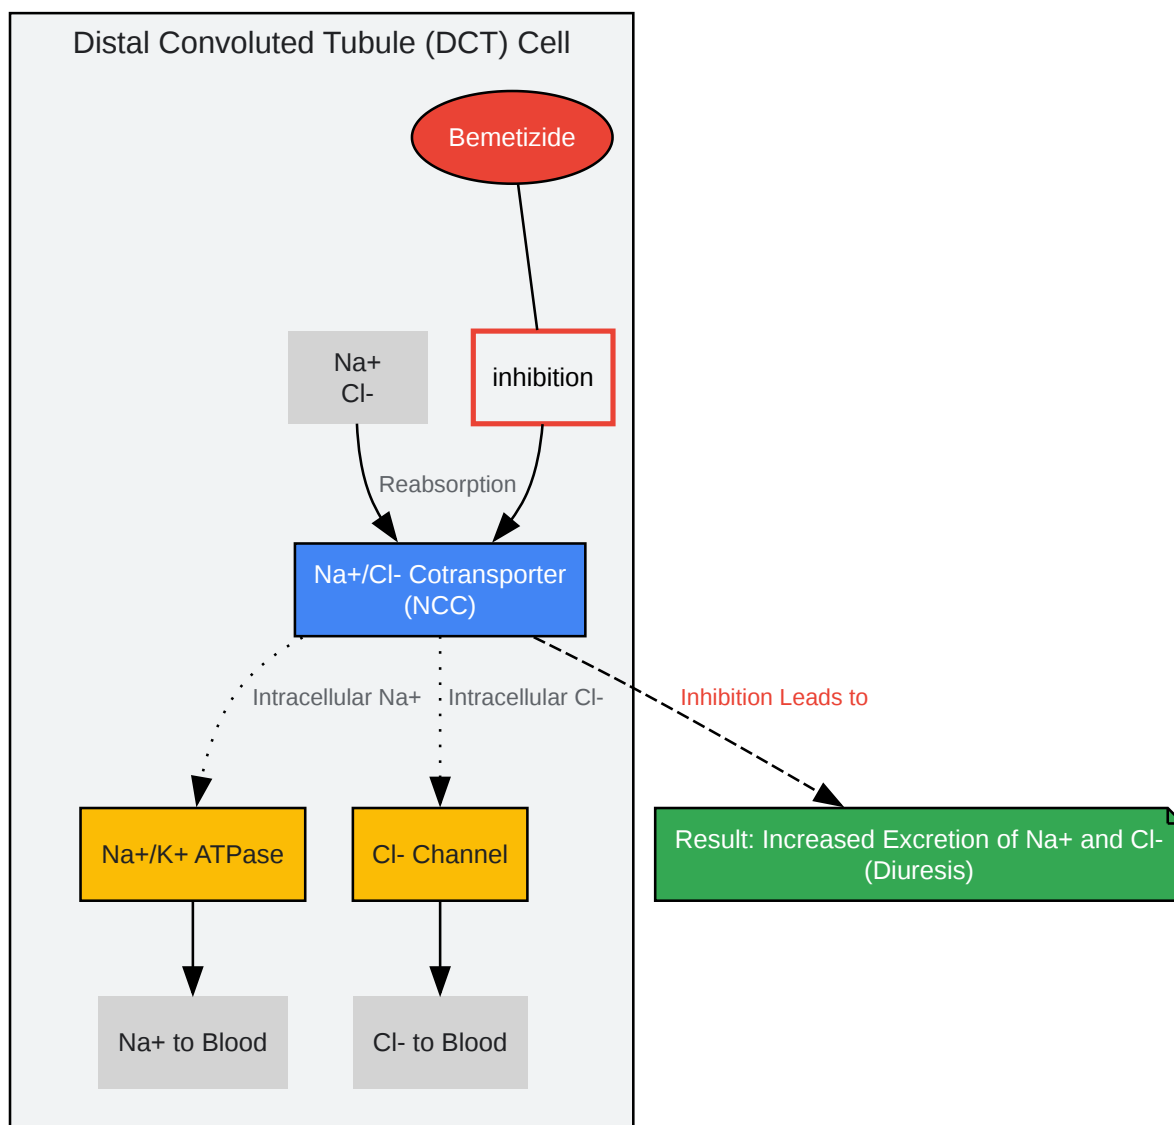 Distal Convoluted Tubule (DCT) Cell
Bemetizide
Na+
Cl-
inhibition
Reabsorption
Na+/Cl- Cotransporter
(NCC)
Intracellular Na+
Intracellular Cl-
Inhibition Leads to
Na+/K+ ATPase
Cl- Channel
Result: Increased Excretion of Na+ and Cl-
(Diuresis)
Na+ to Blood
Cl- to Blood